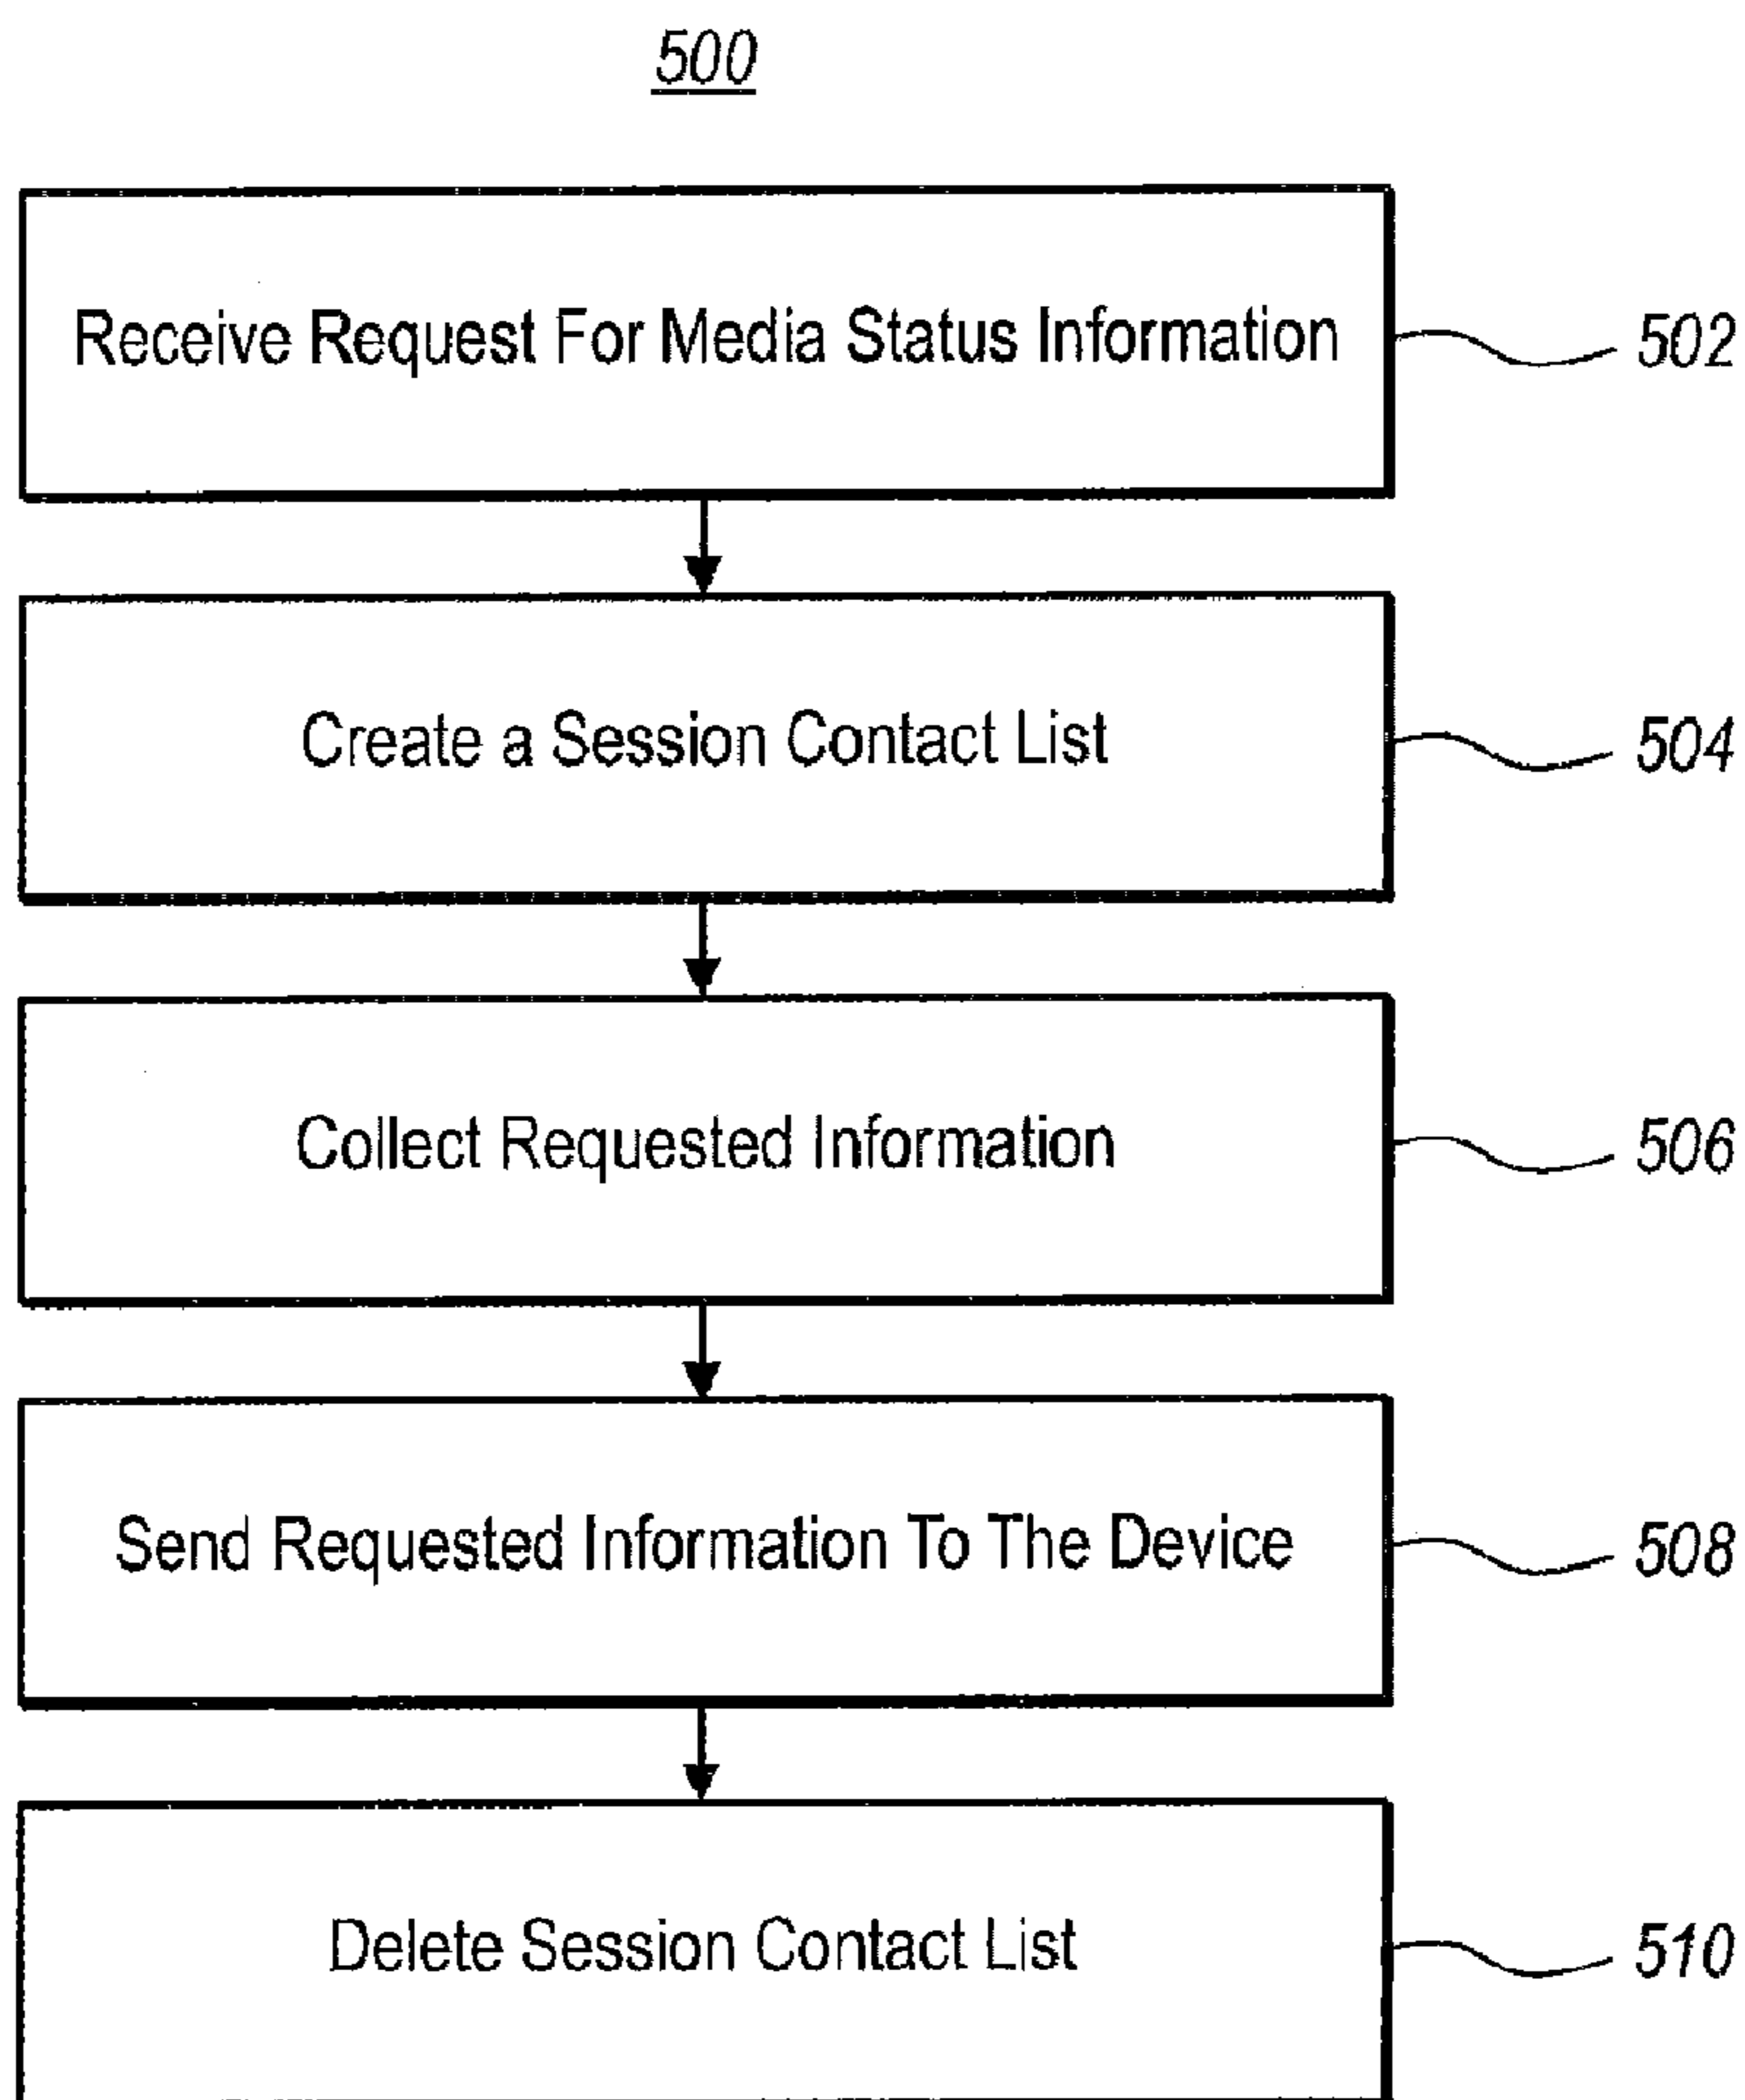 500
Receive Request For Media Status Information
502
Create a Session Contact List
504
Collect Requested Information
506
Send Requested Information To The Device
508
Delete Session Contact List
510